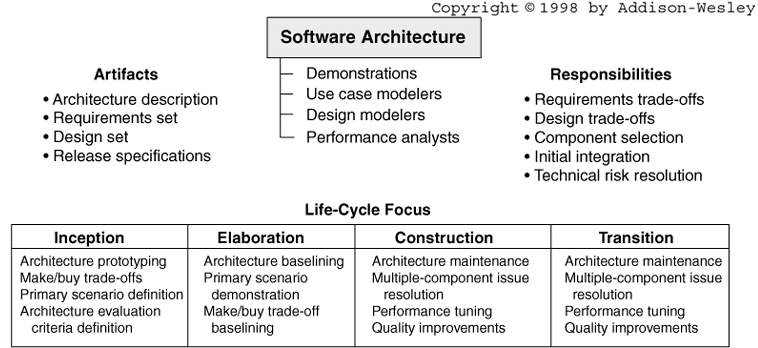 Copyright © 1998 by Addison-Wesley
Software Architecture
Demonstrations
Use case modelers
Design modelers
Performance analysts
Artifacts
• Architecture description
• Requirements set
• Design set
• Release specifications
Responsibilities
• Requirements trade-offs
• Design trade-offs
• Component selection
• Initial integration
• Technical risk resolution
Life-Cycle Focus
Inception
Architecture prototyping
Make/buy trade-offs
Primary scenario definition
Architecture evaluation
criteria definition
Elaboration
Architecture baselining
Primary scenario
demonstration
Make/buy trade-off
baselining
Construction
Architecture maintenance
Multiple-component issue
resolution
Performance tuning
Quality improvements
Transition
Architecture maintenance
Multiple-component issue
resolution
Performance tuning
Quality improvements